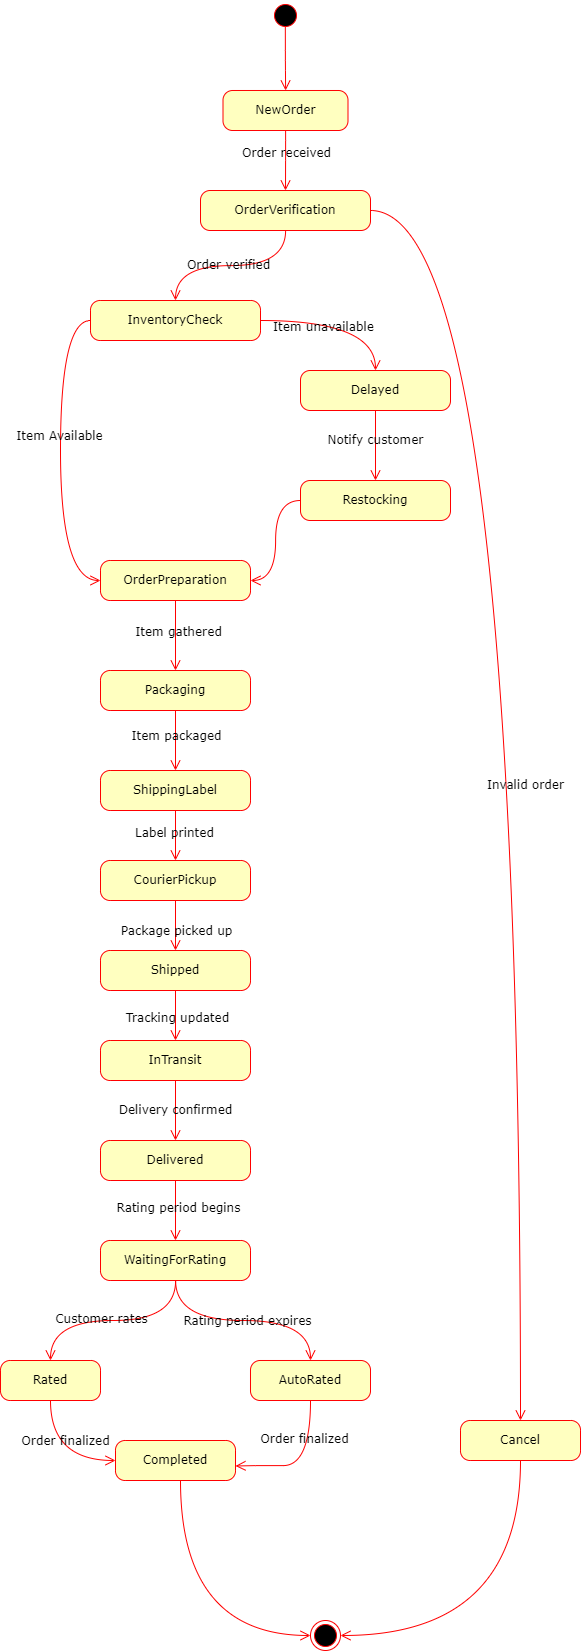 NewOrder
Order received
OrderVerification
Order verified
InventoryCheck
Item unavailable
Delayed
Item Available
Notify customer
Restocking
OrderPreparation
Item gathered
Packaging
Item packaged
ShippingLabel
Invalid order
Label printed
CourierPickup
Package picked up
Shipped
Tracking updated
InTransit
Delivery confirmed
Delivered
Rating period begins
WaitingForRating
Customer rates
Rating period expires
Rated
AutoRated
Order finalized
Order finalized
Completed
Cancel